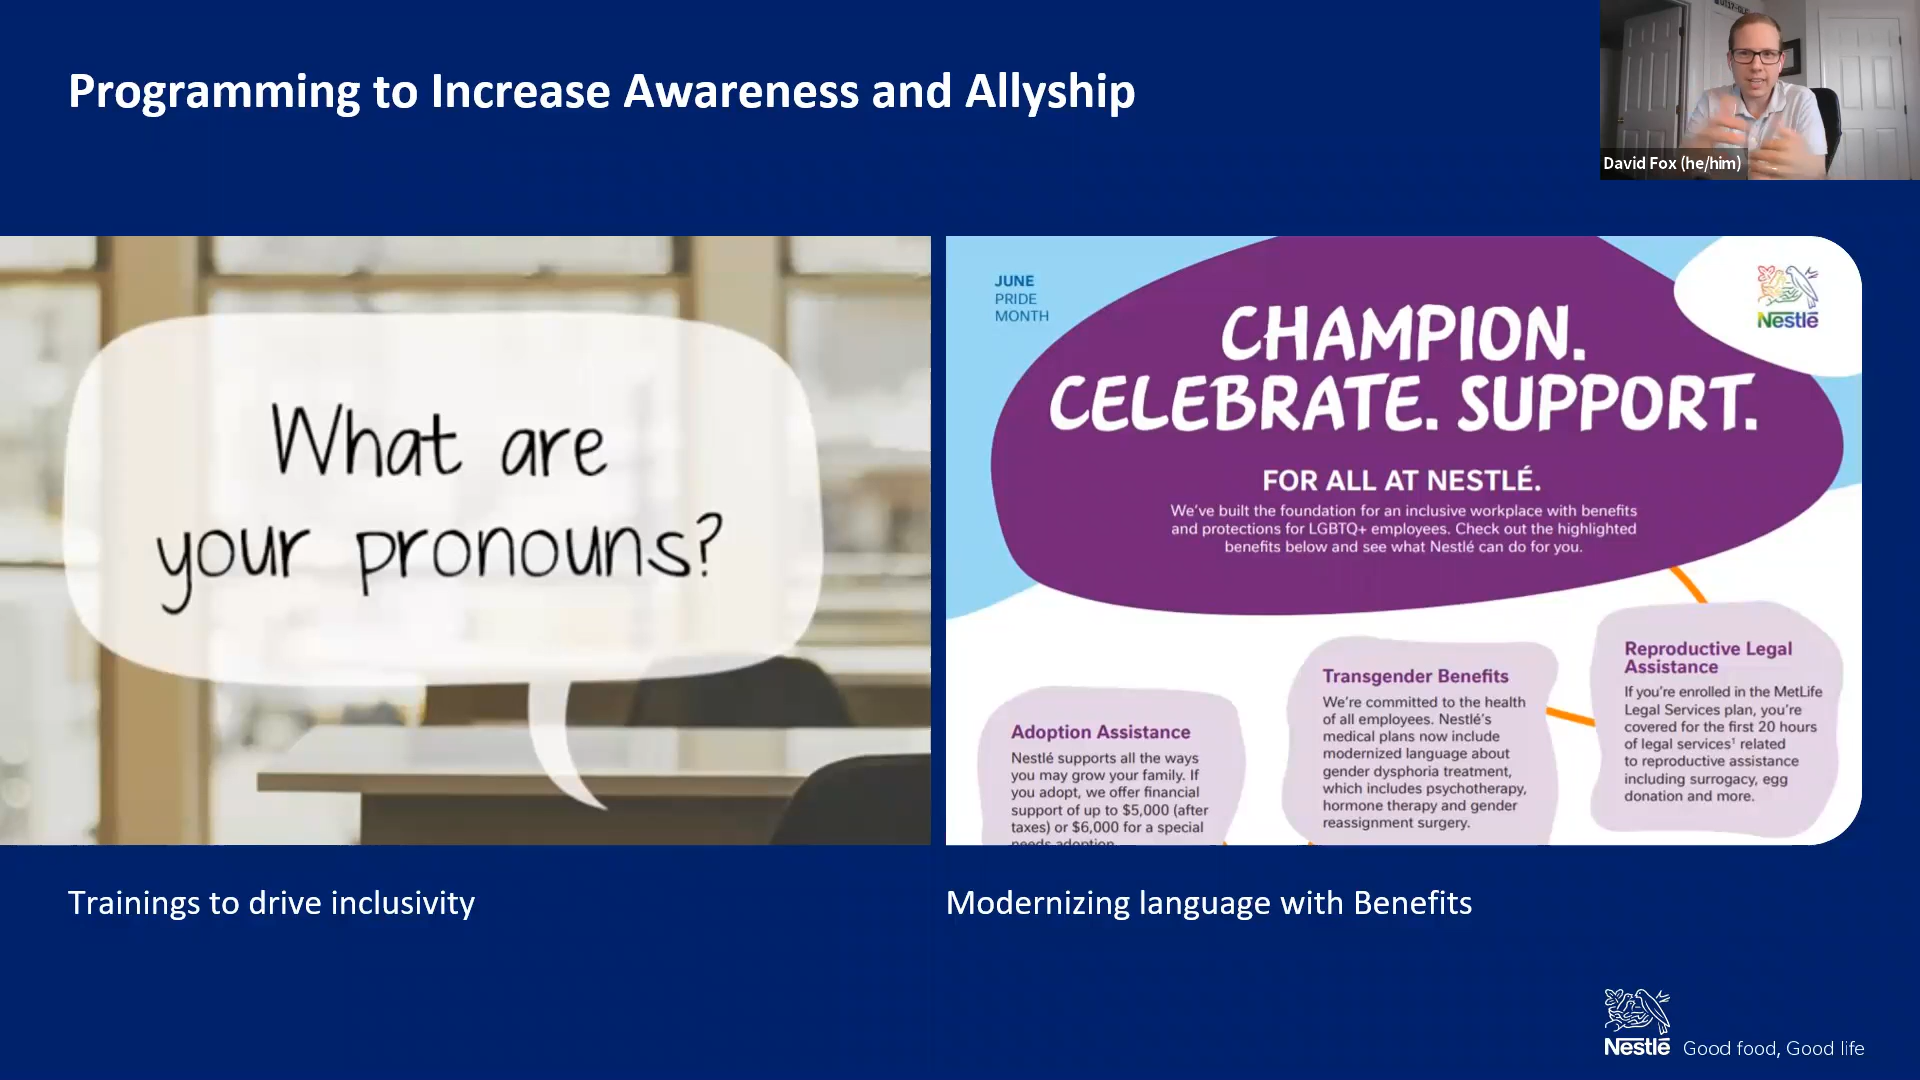 Programming to Increase Awareness and Allyship
David Fox (he/him)
What are
your pronouns?
JUNE
PRIDE
MONTH
Nestlé
CHAMPION.
CELEBRATE. SUPPORT.
FOR ALL AT NESTLÉ.
We've built the foundation for an inclusive workplace with benefits
and protections for LGBTQ+ employees. Check out the highlighted
benefits below and see what Nestlé can do for you.
Adoption Assistance
Nestlé supports all the ways
you may grow your family. If
you adopt, we offer financial
support of up to $5,000 (after
taxes) or $6,000 for a special
needs adoption
Transgender Benefits
We're committed to the health
of all employees. Nestlé's
medical plans now include
modernized language about
gender dysphoria treatment,
which includes psychotherapy,
hormone therapy and gender
reassignment surgery.
Reproductive Legal
Assistance
If you're enrolled in the MetLife
Legal Services plan, you're
covered for the first 20 hours
of legal services¹ related
to reproductive assistance
including surrogacy, egg
donation and more.
Trainings to drive inclusivity
Modernizing language with Benefits
Nestlé Good food, Good life